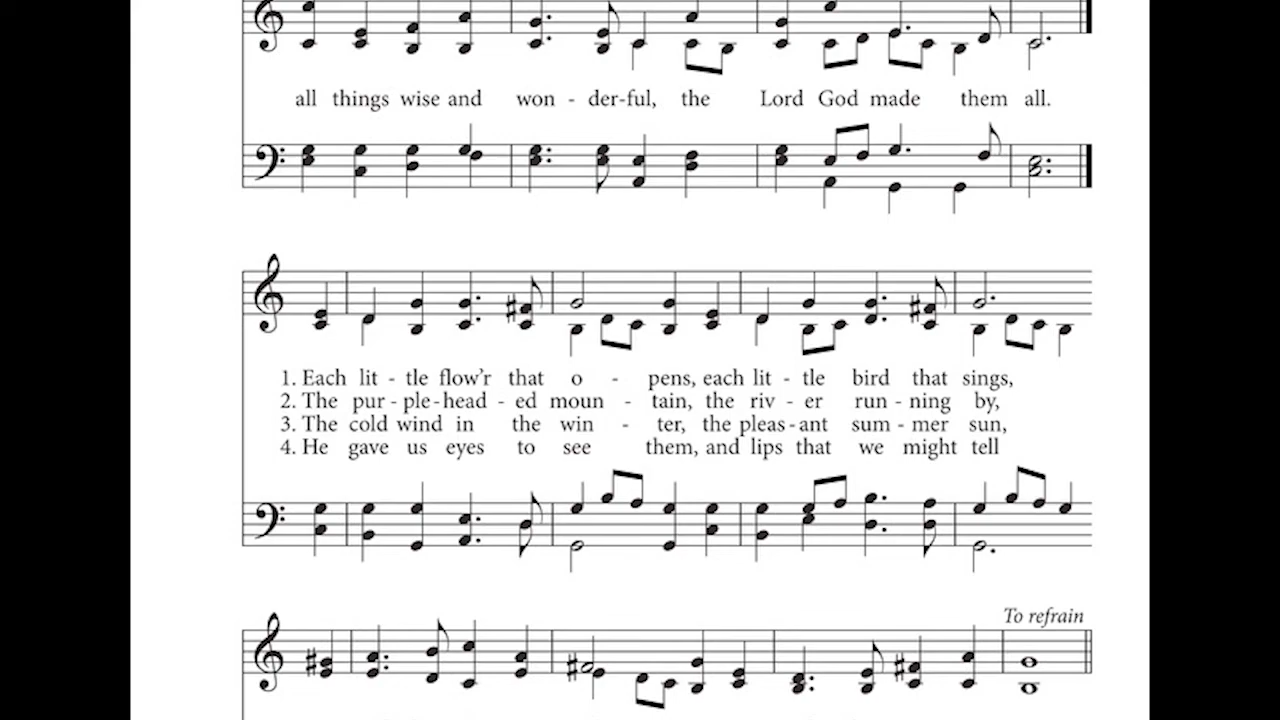 all things wise and won - der-ful, the Lord God made them all.
1. Each lit - tle flow'r that o - pens, each lit - tle bird that sings,
2. The pur - ple-head - ed moun - tain, the riv - er run - ning by,
3. The cold wind in the win - ter, the pleas - ant sum - mer sun,
4. He gave us eyes to see them, and lips that we might tell
To refrain